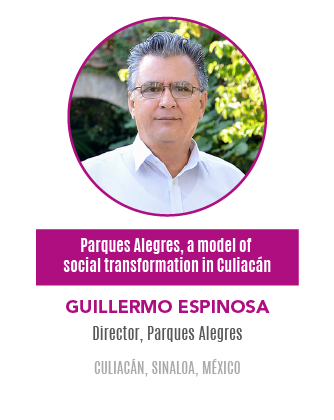 Parques Alegres, a model of
social transformation in Culiacán
GUILLERMO ESPINOSA
Director, Parques Alegres
CULIACÁN, SINALOA, MÉXICO